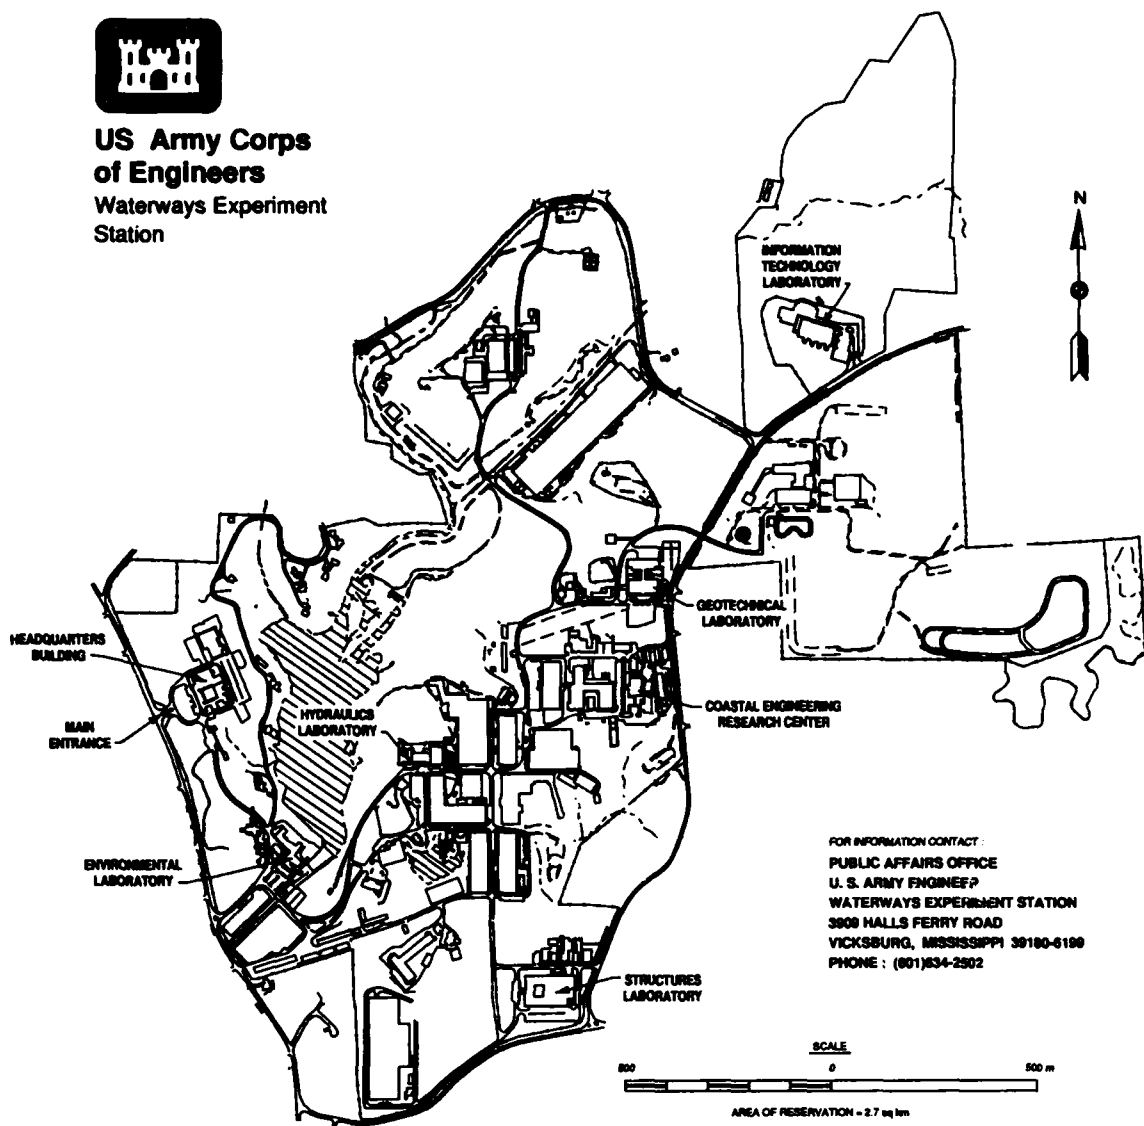 US Army Corps
of Engineers
Waterways Experiment
Station
N
INFORMATION
TECHNOLOGY
LABORATORY
HEADQUARTERS
BUILDING
MAIN
ENTRANCE
HYDRAULICS
LABORATORY
GEOTECHNICAL
LABORATORY
COASTAL ENGINEERING
RESEARCH CENTER
ENVIRONMENTAL
LABORATORY
STRUCTURES
LABORATORY
FOR INFORMATION CONTACT :
PUBLIC AFFAIRS OFFICE
U. S. ARMY ENGINEER
WATERWAYS EXPERIMENT STATION
3909 HALLS FERRY ROAD
VICKSBURG, MISSISSIPPI 39180-6199
PHONE : (601)634-2502
SCALE
500 0 500 m
AREA OF RESERVATION = 2.7 sq km